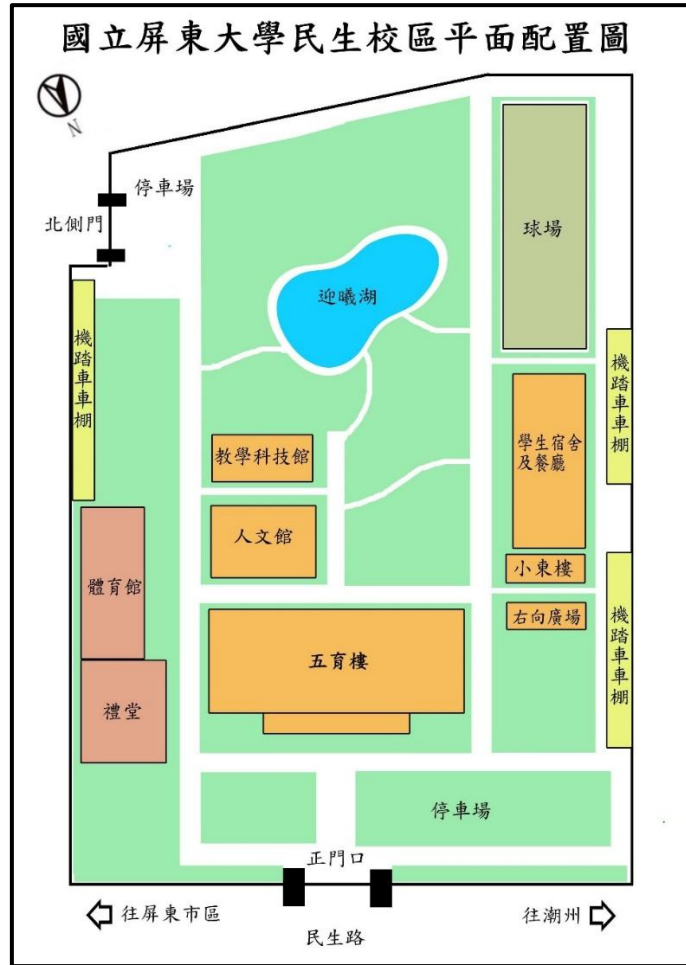 國立屏東大學民生校區平面配置圖
N
停車場
北側門
球場
迎曦湖
機踏車車棚
機踏車車棚
學生宿舍
及餐廳
教學科技館
人文館
小東樓
體育館
右向廣場
機踏車車棚
五育樓
禮堂
停車場
正門口
往屏東市區
往潮州
民生路